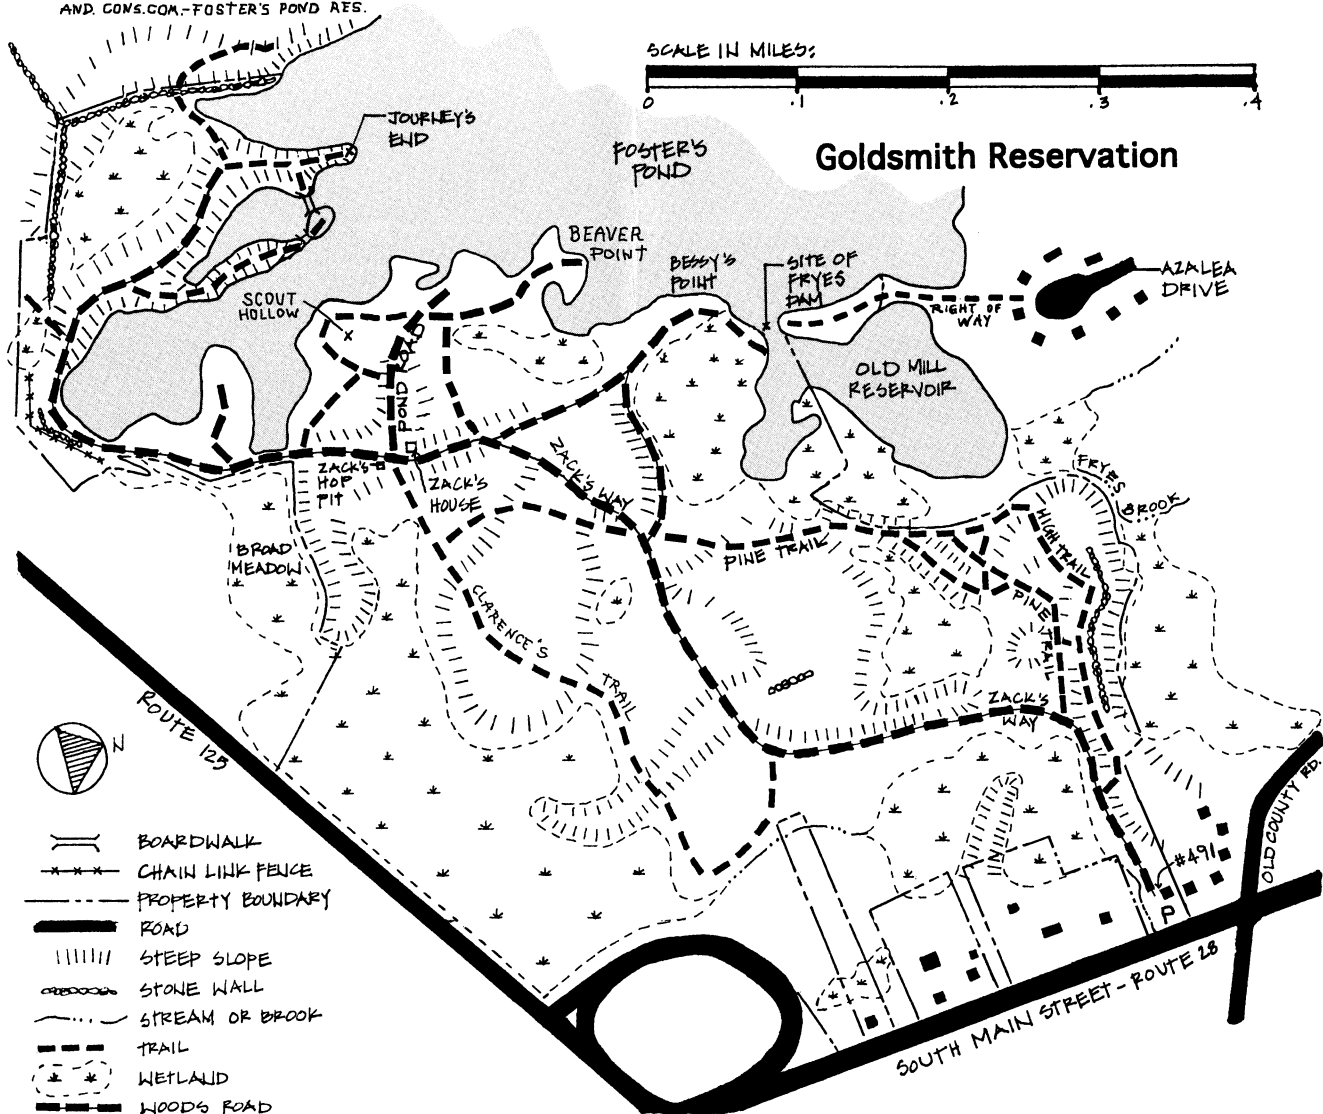 AND. CONS.COM.-FOSTER'S POND RES.
SCALE IN MILES:
0 .1 .2 .3 .4
Goldsmith Reservation
JOURNEY'S
END
FOSTER'S
POND
BEAVER
POINT
BESSY'S
POINT
SITE OF
FRYES
DAM
AZALEA
DRIVE
RIGHT OF
WAY
SCOUT
HOLLOW
POND ROAD
OLD MILL
RESERVOIR
ZACK'S
HOP
PIT
ZACK'S
HOUSE
ZACK'S WAY
FRYES
BROOK
HIGH TRAIL
PINE TRAIL
PINE
TRAIL
BROAD
MEADOW
CLARENCE'S
TRAIL
ZACK'S
WAY
ROUTE 125
N
OLD COUNTY RD.
#491
P
SOUTH MAIN STREET - ROUTE 28
BOARDWALK
CHAIN LINK FENCE
PROPERTY BOUNDARY
ROAD
STEEP SLOPE
STONE WALL
STREAM OR BROOK
TRAIL
WETLAND
WOODS ROAD